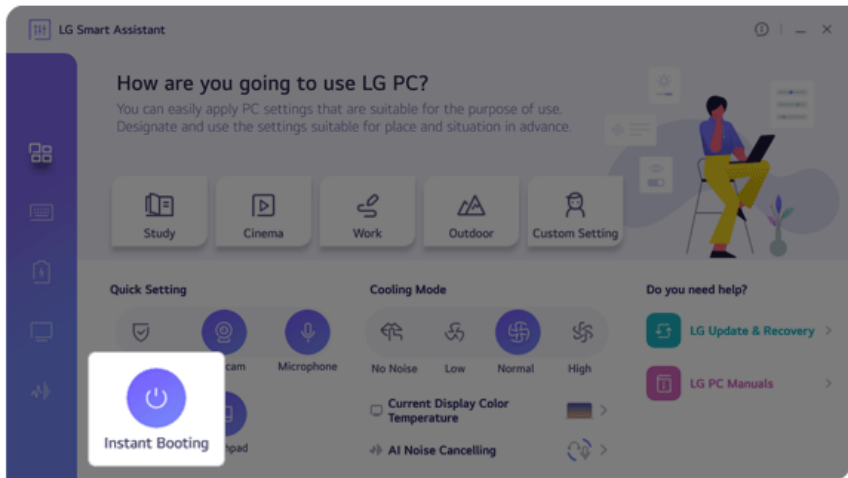 LG Smart Assistant
How are you going to use LG PC?
You can easily apply PC settings that are suitable for the purpose of use.
Designate and use the settings suitable for place and situation in advance.
Study
Cinema
Work
Outdoor
Custom Setting
Quick Setting
cam
Microphone
Instant Booting
pad
Cooling Mode
No Noise
Low
Normal
High
Current Display Color
Temperature
AI Noise Cancelling
Do you need help?
LG Update & Recovery
LG PC Manuals